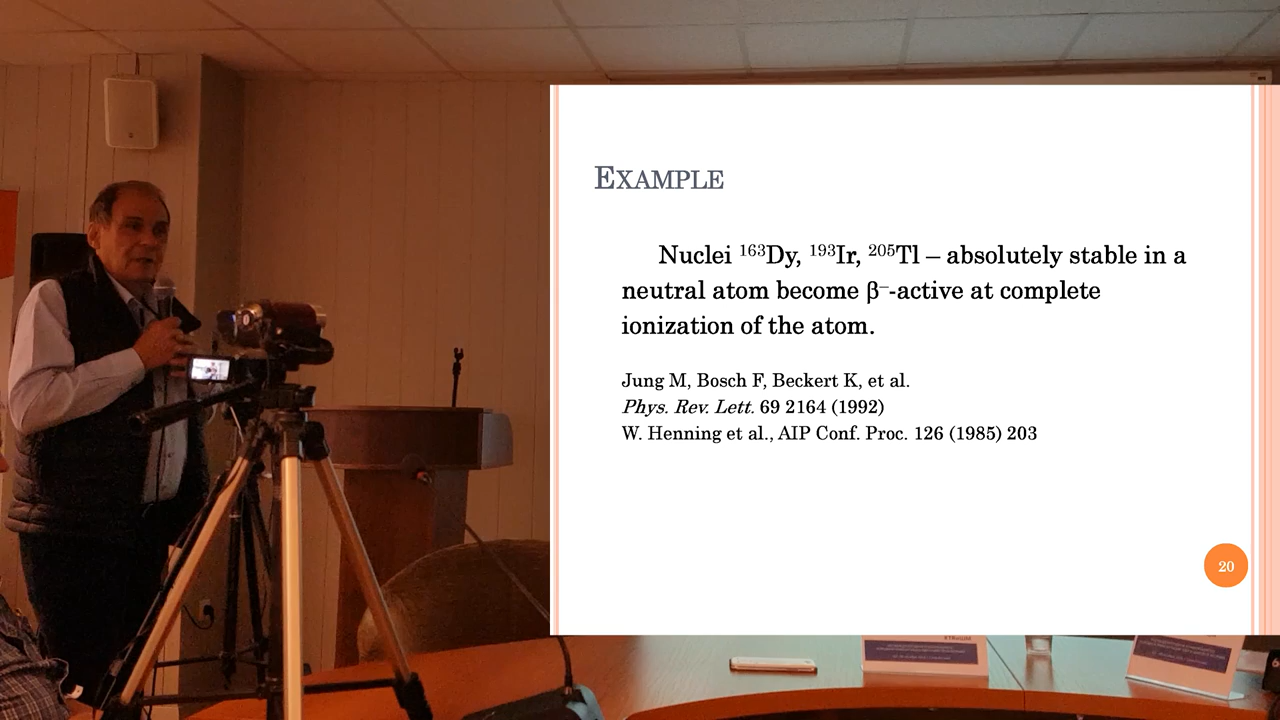 EXAMPLE
Nuclei ¹⁶³Dy, ¹⁹³Ir, ²⁰⁵Tl – absolutely stable in a
neutral atom become β⁻-active at complete
ionization of the atom.
Jung M, Bosch F, Beckert K, et al.
Phys. Rev. Lett. 69 2164 (1992)
W. Henning et al., AIP Conf. Proc. 126 (1985) 203
20